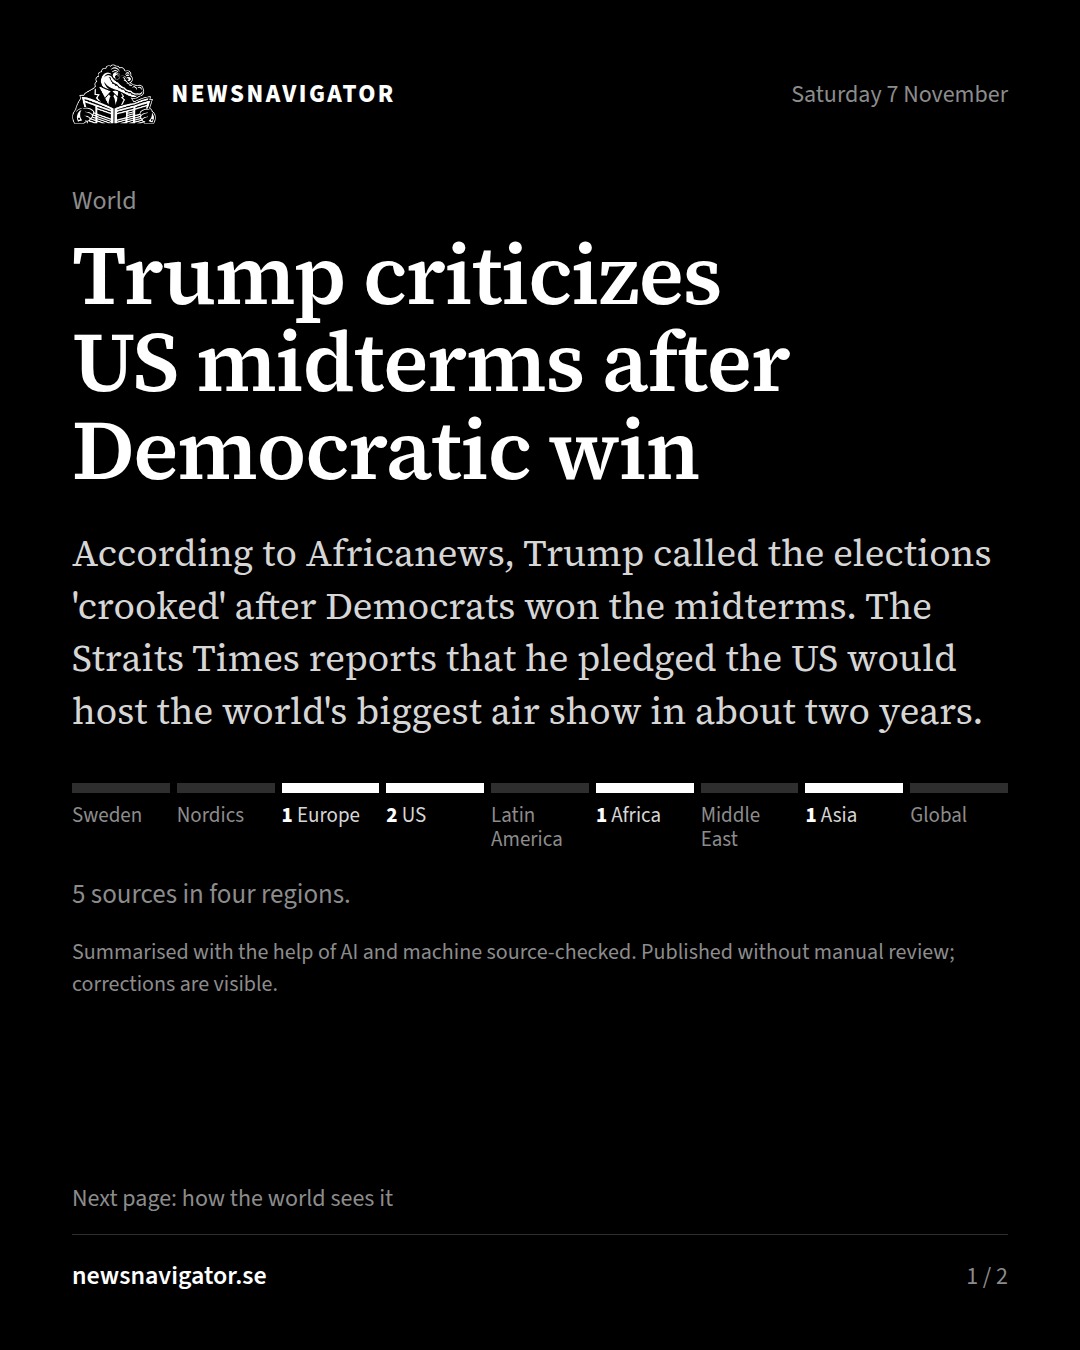 NEWSNAVIGATOR
Saturday 7 November
World
Trump criticizes
US midterms after
Democratic win
According to Africanews, Trump called the elections
'crooked' after Democrats won the midterms. The
Straits Times reports that he pledged the US would
host the world's biggest air show in about two years.
Sweden
Nordics
1 Europe
2 US
Latin
America
1 Africa
Middle
East
1 Asia
Global
5 sources in four regions.
Summarised with the help of AI and machine source-checked. Published without manual review;
corrections are visible.
Next page: how the world sees it
newsnavigator.se
1 / 2